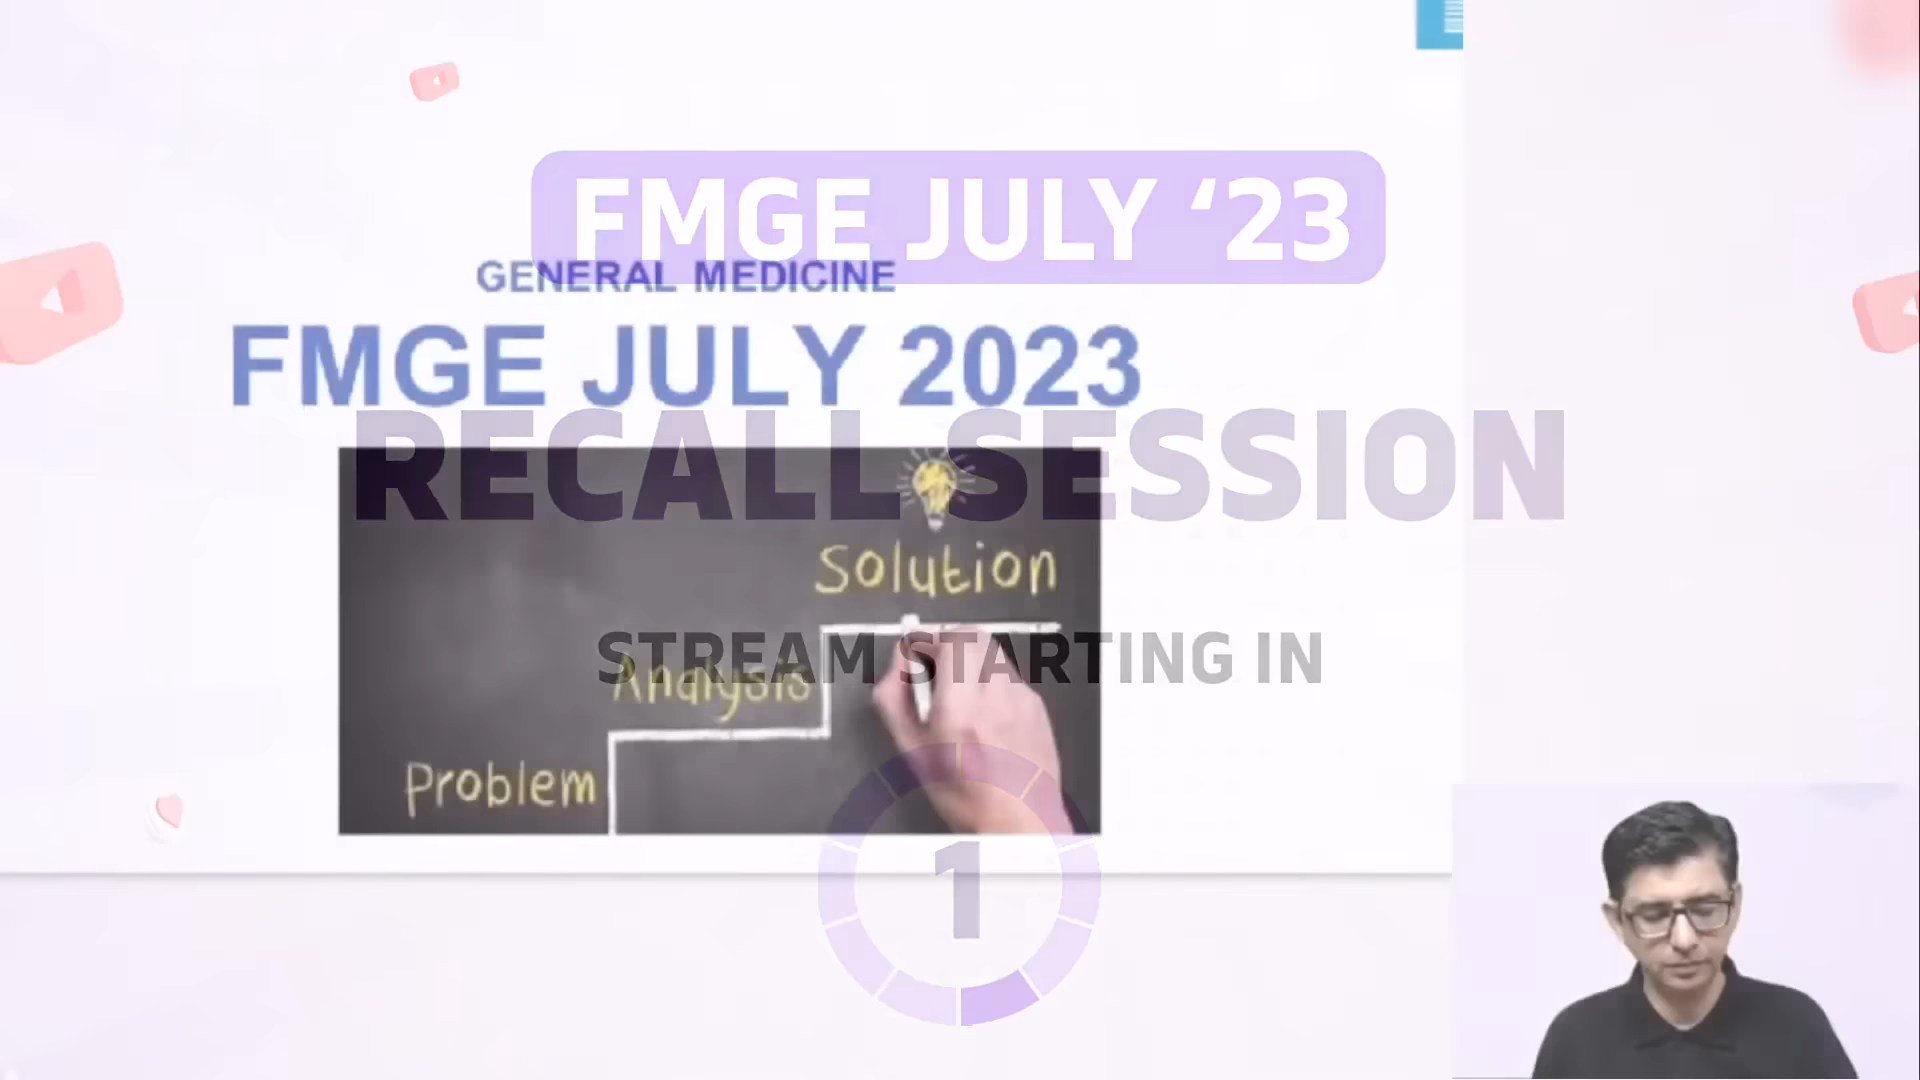 FMGE JULY ‘23
GENERAL MEDICINE
FMGE JULY 2023
RECALL SESSION
Solution
STREAM STARTING IN
Analysis
Problem
1